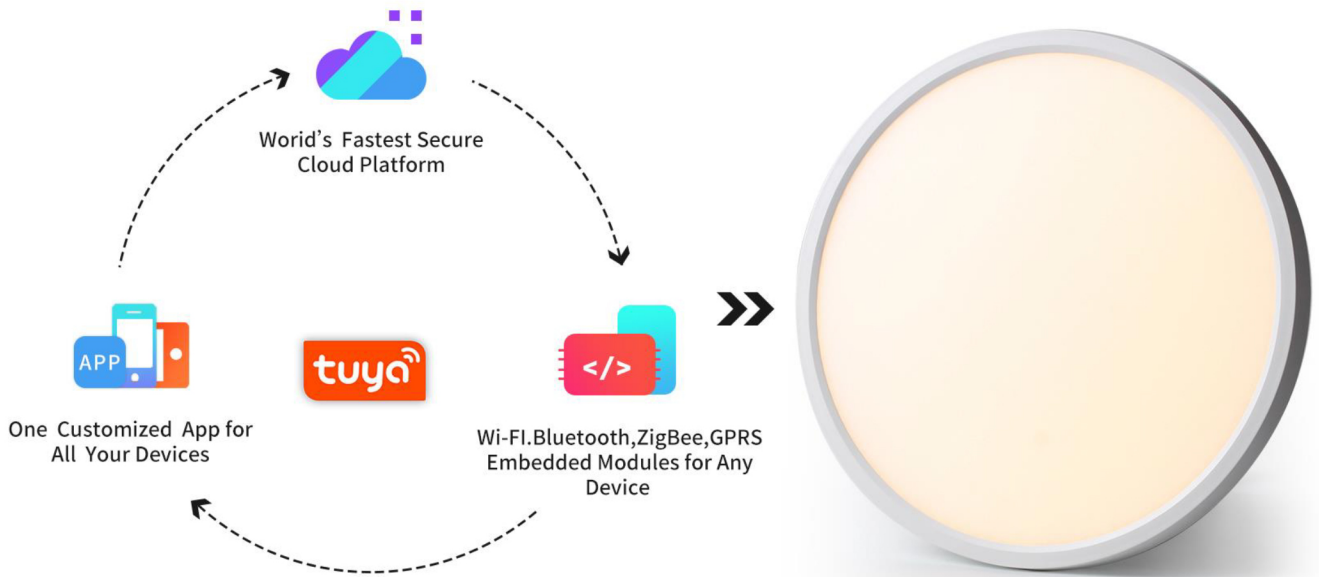 Worid's Fastest Secure
Cloud Platform
APP
tuya
</>
One Customized App for
All Your Devices
Wi-FI.Bluetooth,ZigBee,GPRS
Embedded Modules for Any
Device